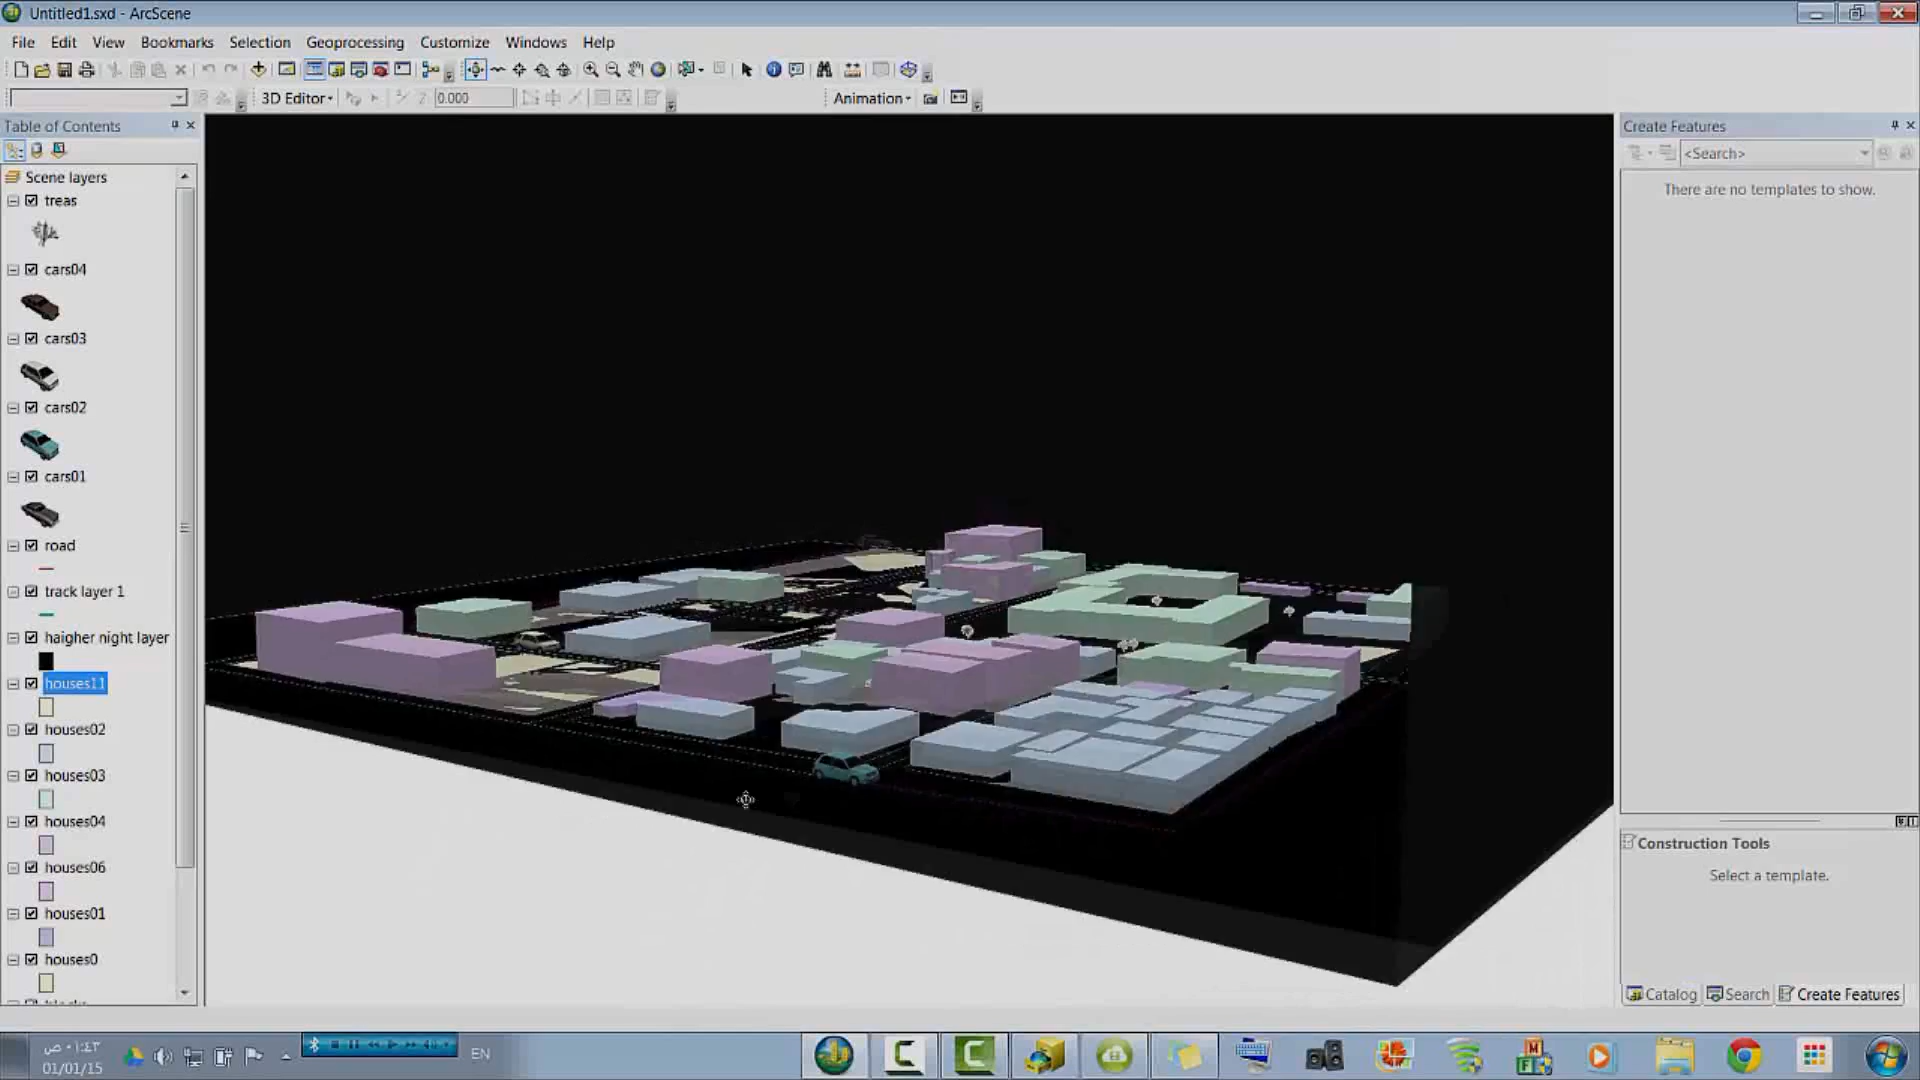 Untitled1.sxd - ArcScene
File Edit View Bookmarks Selection Geoprocessing Customize Windows Help
3D Editor 0.000 Animation
Table of Contents
Scene layers
treas
cars04
cars03
cars02
cars01
road
track layer 1
haigher night layer
houses11
houses02
houses03
houses04
houses06
houses01
houses0
Create Features
<Search>
There are no templates to show.
Construction Tools
Select a template.
Catalog Search Create Features
٠١:٤٣ ص
01/01/15
EN